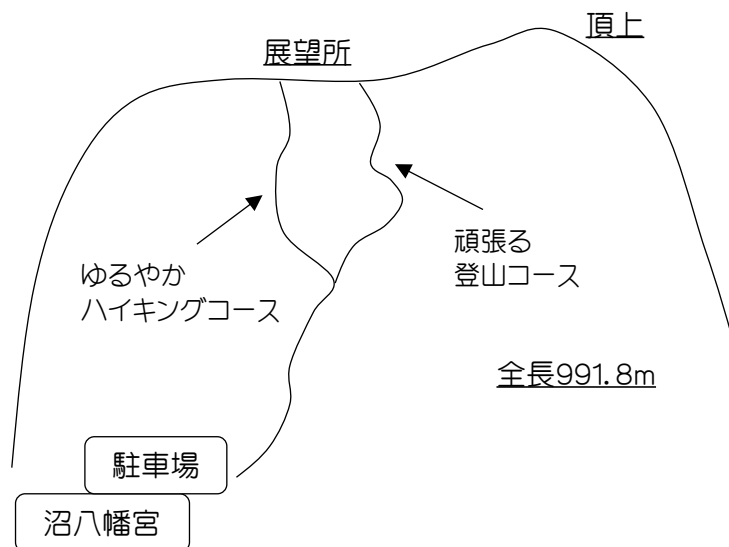 頂上
展望所
頑張る
登山コース
ゆるやか
ハイキングコース
全長991.8m
駐車場
沼八幡宮